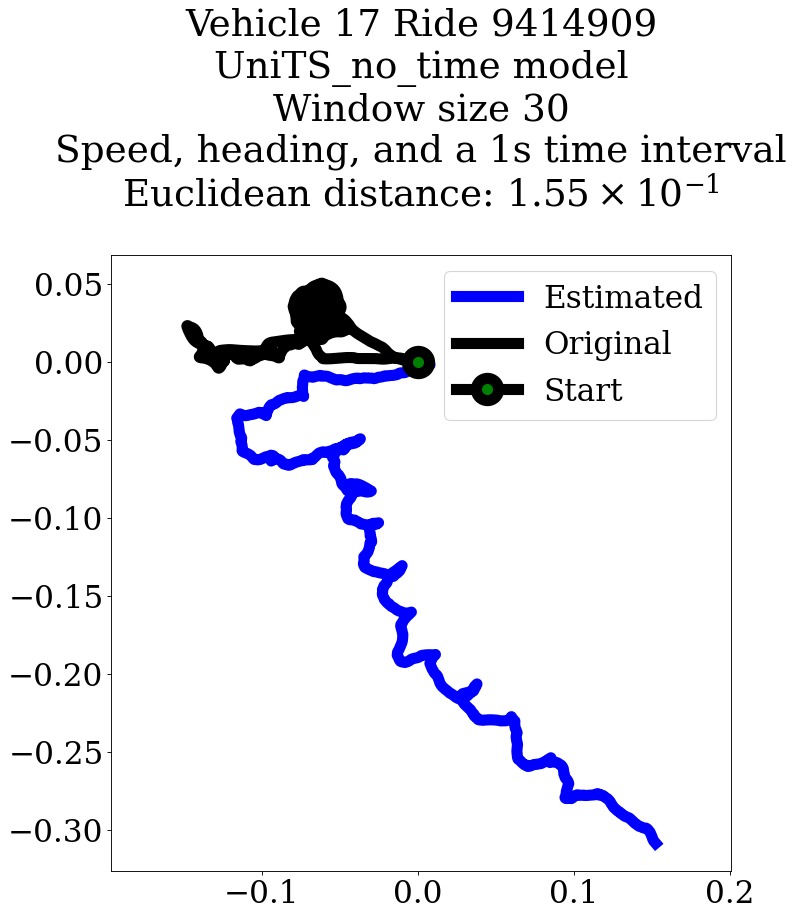 Vehicle 17 Ride 9414909
UniTS_no_time model
Window size 30
Speed, heading, and a 1s time interval
Euclidean distance: 1.55 × 10⁻¹
Estimated
Original
Start
0.05
0.00
−0.05
−0.10
−0.15
−0.20
−0.25
−0.30
−0.1
0.0
0.1
0.2